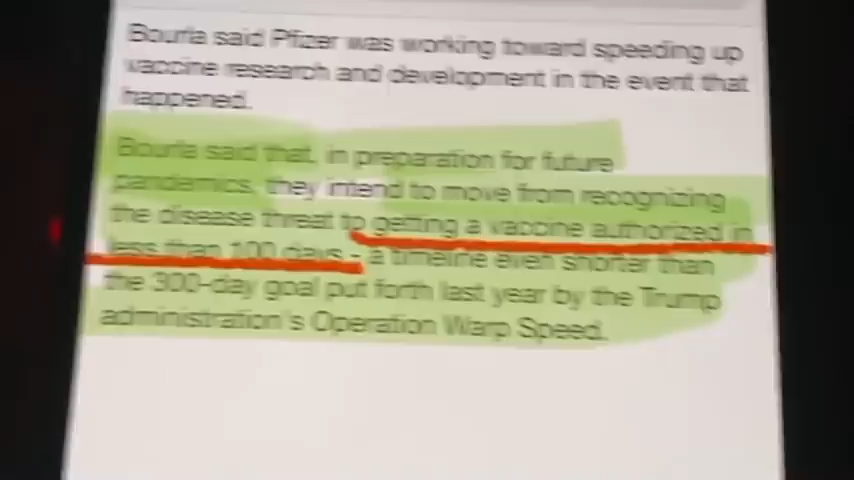 Bourla said Pfizer was working toward speeding up
vaccine research and development in the event that
happened.
Bourla said that, in preparation for future
pandemics, they intend to move from recognizing
the disease threat to getting a vaccine authorized in
less than 100 days - a timeline even shorter than
the 300-day goal put forth last year by the Trump
administration's Operation Warp Speed.